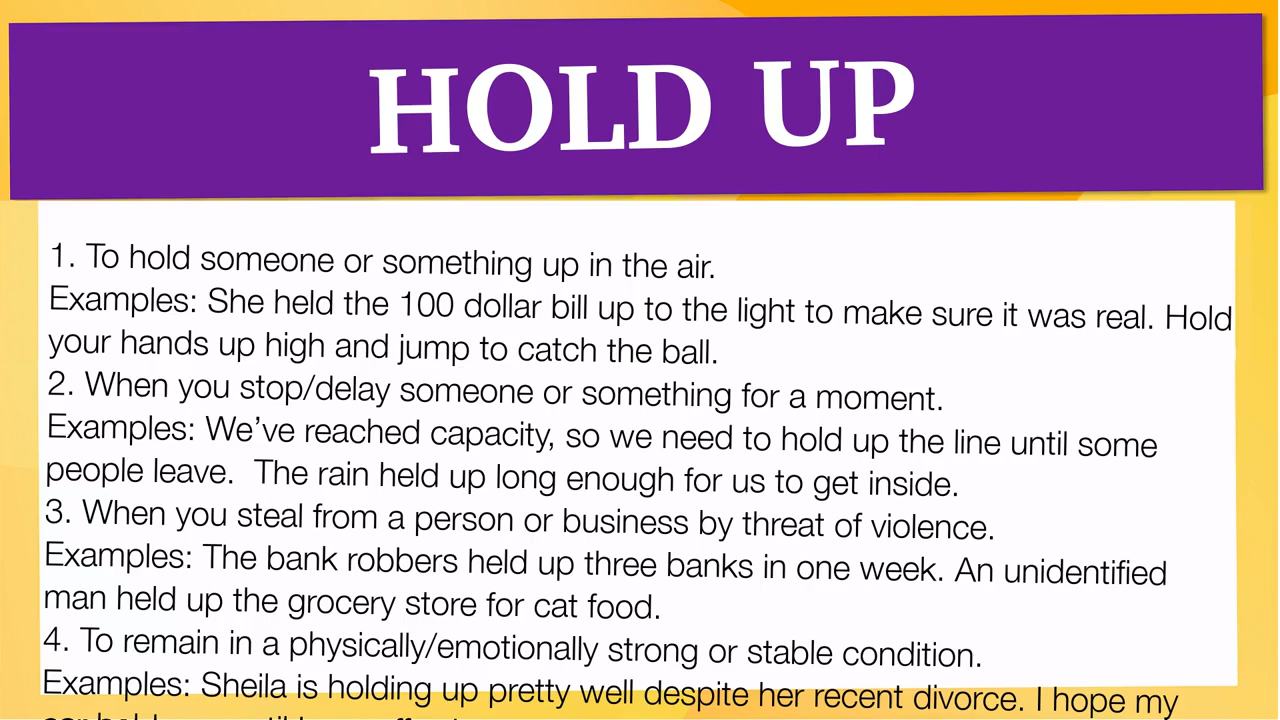 HOLD UP
1. To hold someone or something up in the air.
Examples: She held the 100 dollar bill up to the light to make sure it was real. Hold
your hands up high and jump to catch the ball.
2. When you stop/delay someone or something for a moment.
Examples: We’ve reached capacity, so we need to hold up the line until some
people leave.  The rain held up long enough for us to get inside.
3. When you steal from a person or business by threat of violence.
Examples: The bank robbers held up three banks in one week. An unidentified
man held up the grocery store for cat food.
4. To remain in a physically/emotionally strong or stable condition.
Examples: Sheila is holding up pretty well despite her recent divorce. I hope my